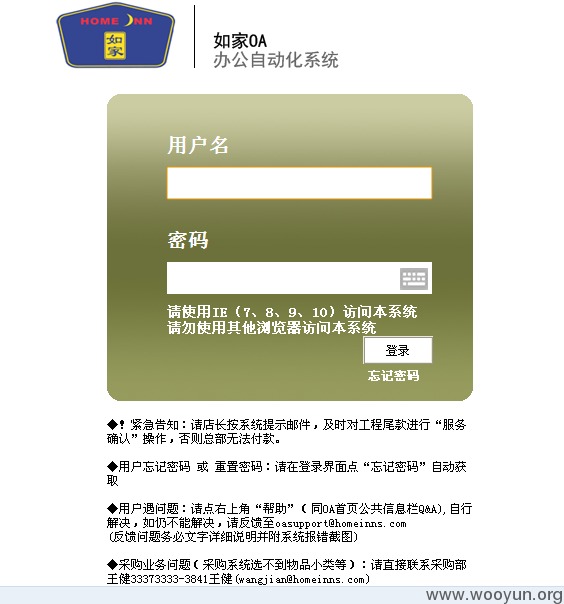 HOME INN
如家
如家OA
办公自动化系统
用户名
密码
请使用IE（7、8、9、10）访问本系统
请勿使用其他浏览器访问本系统
登录
忘记密码
◆! 紧急告知：请店长按系统提示邮件，及时对工程尾款进行“服务
确认”操作，否则总部无法付款。
◆用户忘记密码 或 重置密码：请在登录界面点“忘记密码”自动获
取
◆用户遇问题：请点右上角“帮助”( 同OA首页公共信息栏Q&A), 自行
解决，如仍不能解决，请反馈至oasupport@homeinns.com
(反馈问题务必文字详细说明并附系统报错截图)
◆采购业务问题（采购系统选不到物品小类等）：请直接联系采购部
王健33373333-3841王健(wangjian@homeinns.com)
www.wooyun.org